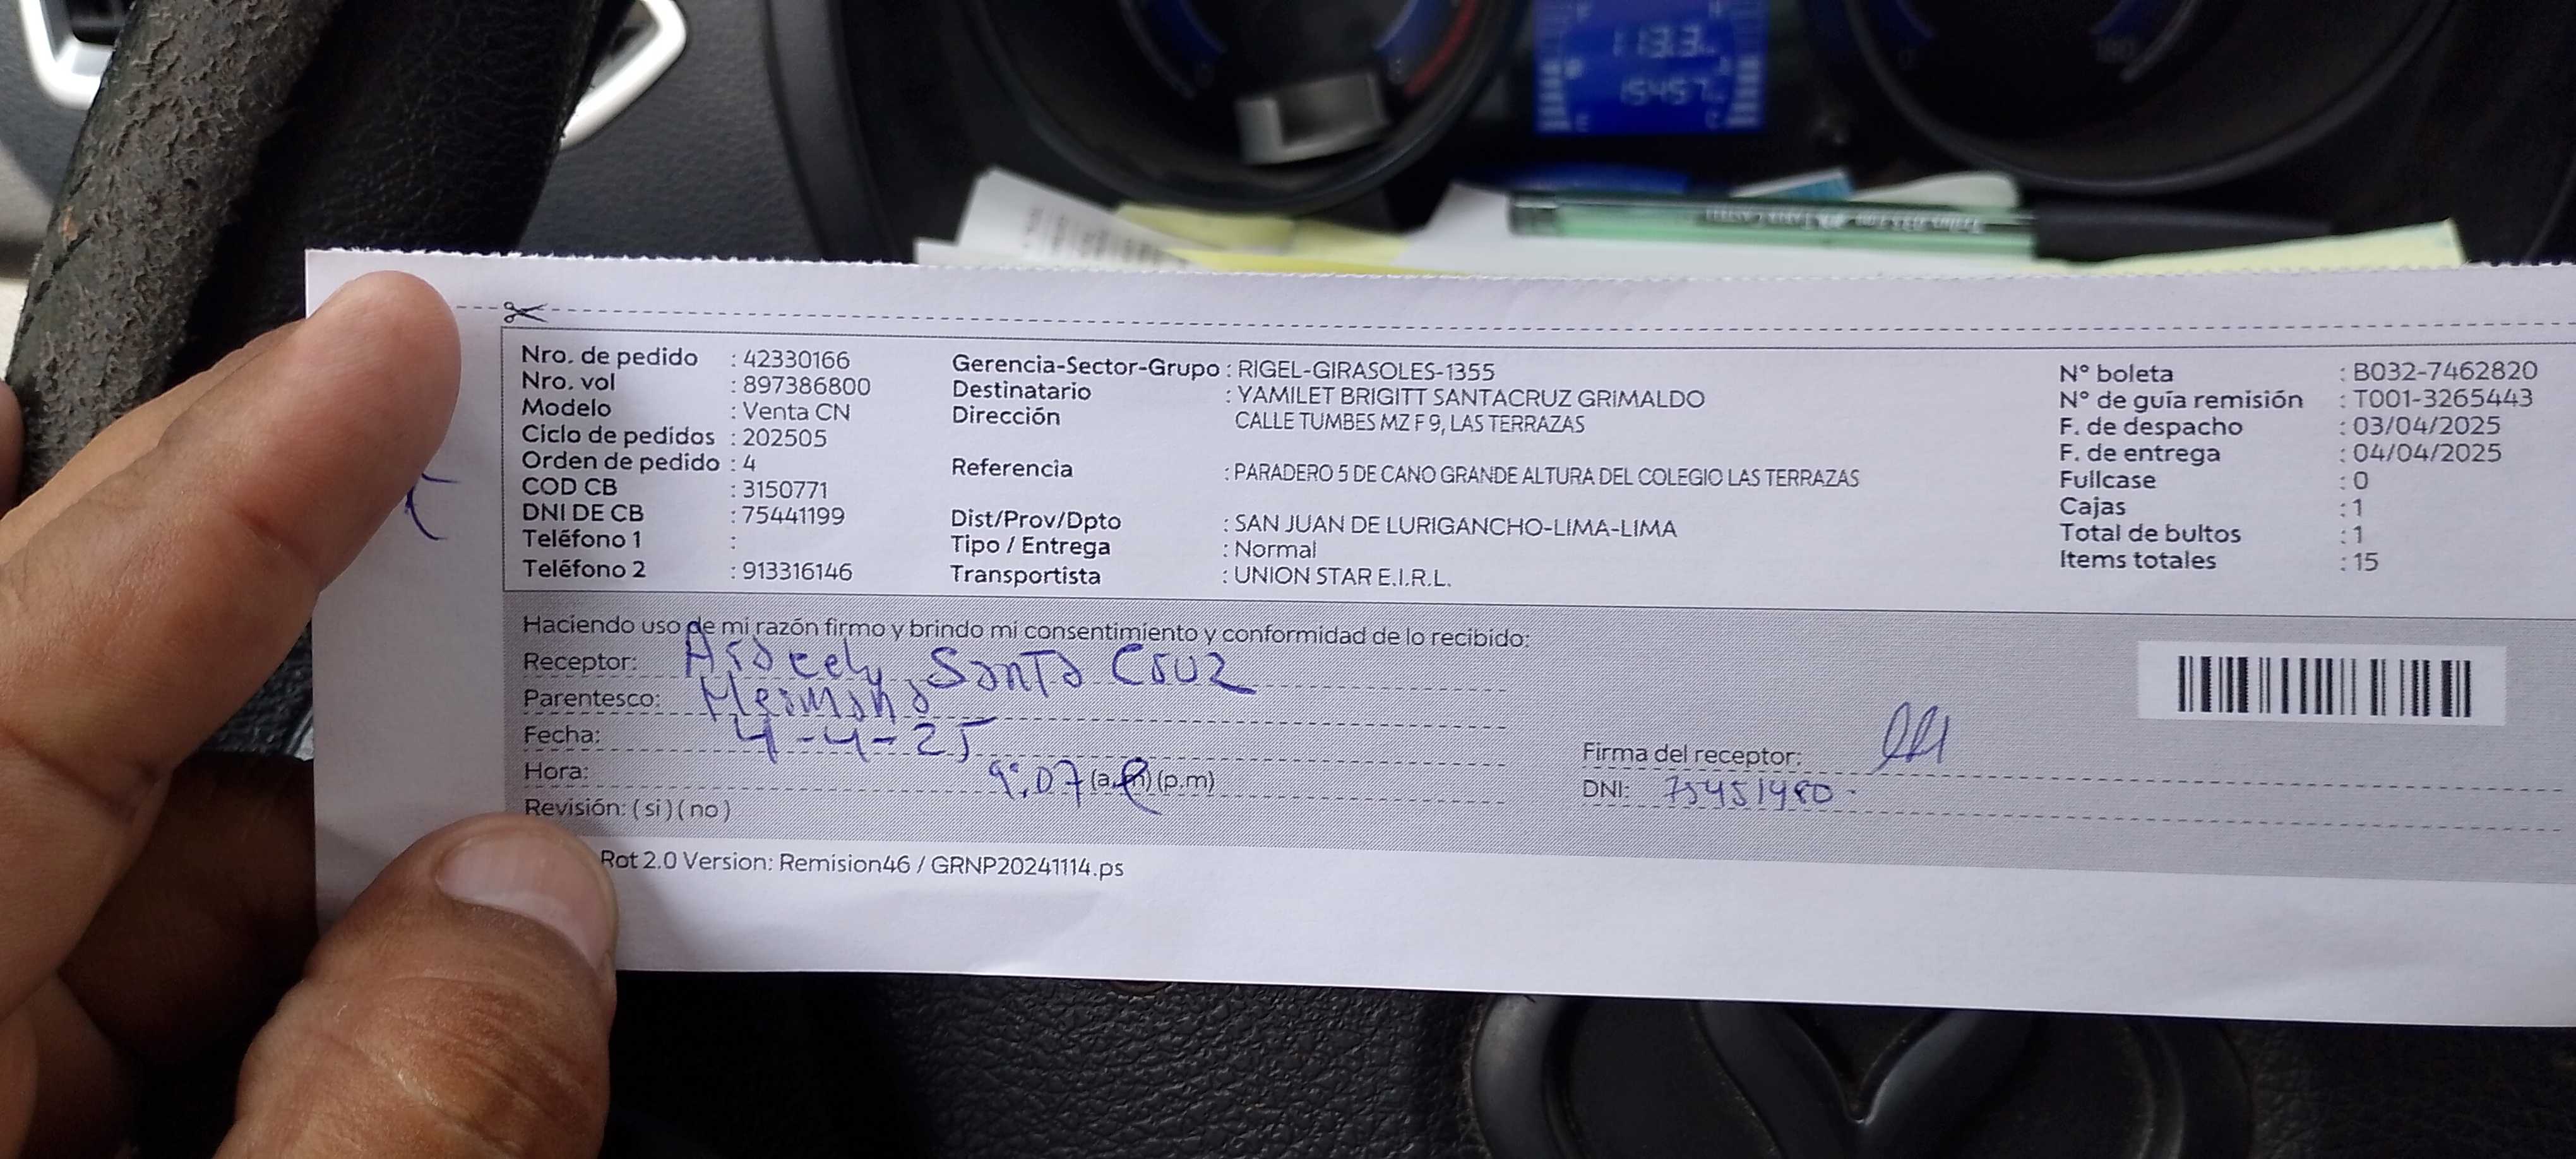 113.3
15457
Nro. de pedido : 42330166
Nro. vol : 897386800
Modelo : Venta CN
Ciclo de pedidos : 202505
Orden de pedido : 4
COD CB : 3150771
DNI DE CB : 75441199
Teléfono 1 :
Teléfono 2 : 913316146
Gerencia-Sector-Grupo : RIGEL-GIRASOLES-1355
Destinatario : YAMILET BRIGITT SANTACRUZ GRIMALDO
Dirección CALLE TUMBES MZ F 9, LAS TERRAZAS
Referencia : PARADERO 5 DE CANO GRANDE ALTURA DEL COLEGIO LAS TERRAZAS
Dist/Prov/Dpto : SAN JUAN DE LURIGANCHO-LIMA-LIMA
Tipo / Entrega : Normal
Transportista : UNION STAR E.I.R.L.
N° boleta : B032-7462820
N° de guía remisión : T001-3265443
F. de despacho : 03/04/2025
F. de entrega : 04/04/2025
Fullcase : 0
Cajas : 1
Total de bultos : 1
Items totales : 15
Haciendo uso de mi razón firmo y brindo mi consentimiento y conformidad de lo recibido:
Receptor: Aracely Santa Cruz
Parentesco: Hermana
Fecha: 4-4-25
Hora: 9:07 (a.m) (p.m)
Revisión: ( si ) ( no )
Firma del receptor:
DNI: 75451480
Rot 2.0 Version: Remision46 / GRNP20241114.ps